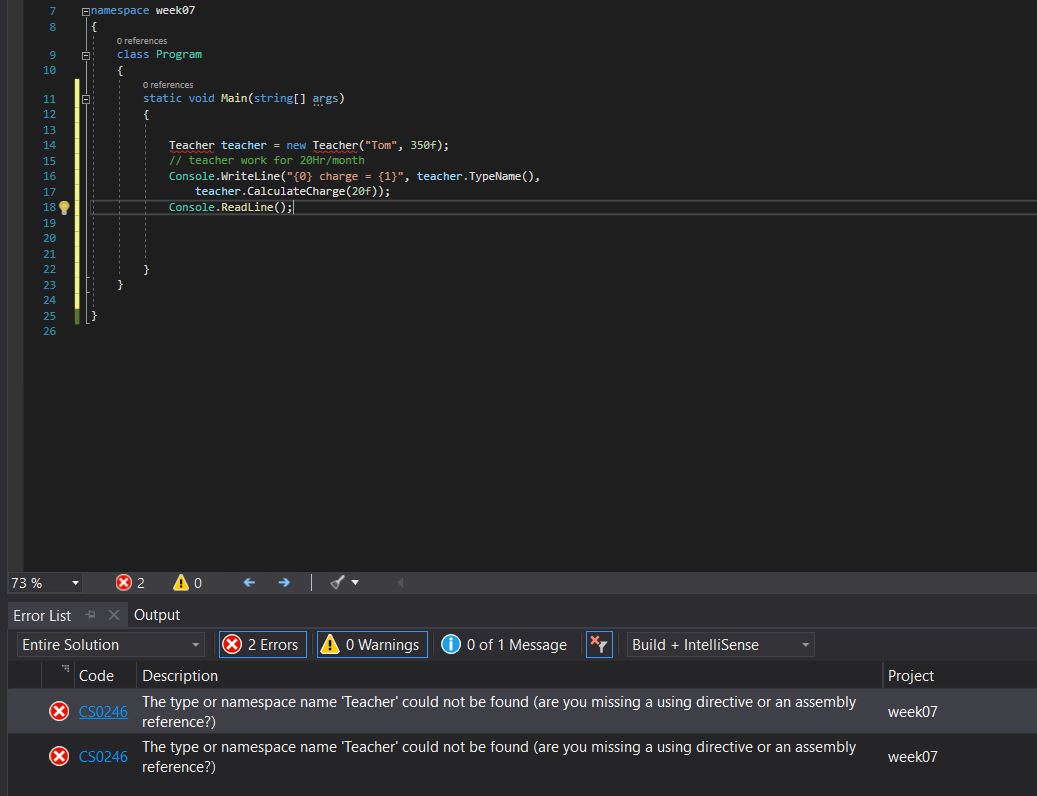 7 namespace week07
8 {
0 references
9 class Program
10 {
0 references
11 static void Main(string[] args)
12 {
13
14 Teacher teacher = new Teacher("Tom", 350f);
15 // teacher work for 20Hr/month
16 Console.WriteLine("{0} charge = {1}", teacher.TypeName(),
17 teacher.CalculateCharge(20f));
18 Console.ReadLine();
19
20
21
22 }
23 }
24
25 }
26
73 % 2 0
Error List Output
Entire Solution 2 Errors 0 Warnings 0 of 1 Message Build + IntelliSense
Code Description Project
CS0246 The type or namespace name 'Teacher' could not be found (are you missing a using directive or an assembly week07
reference?)
CS0246 The type or namespace name 'Teacher' could not be found (are you missing a using directive or an assembly week07
reference?)